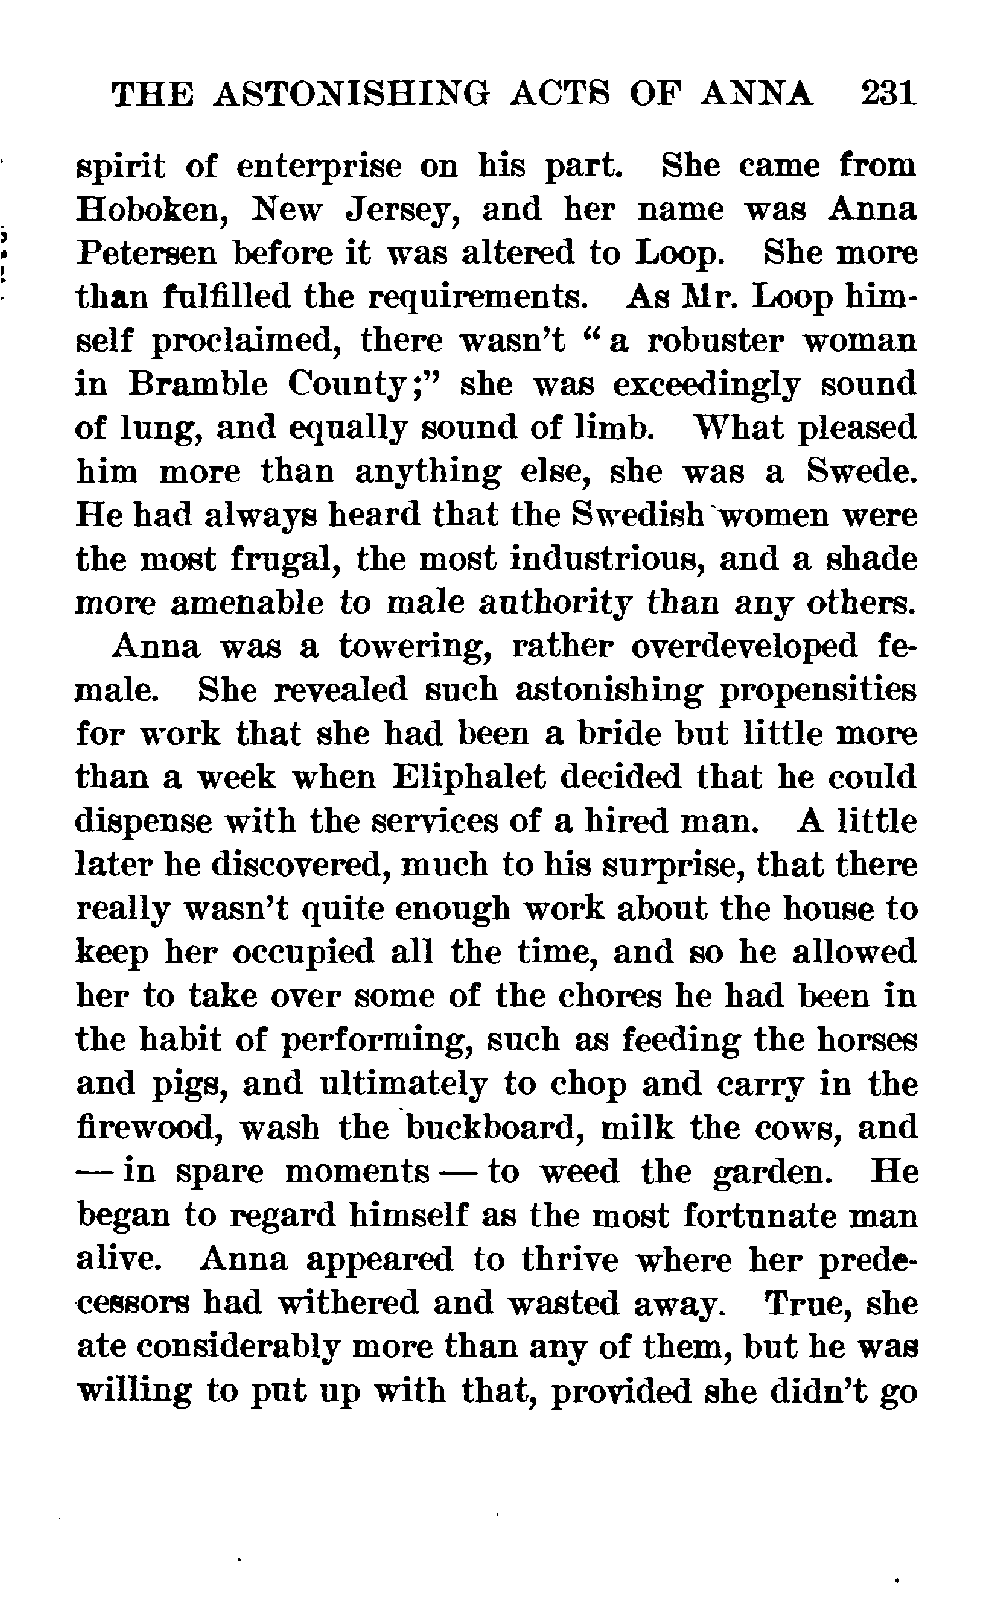 THE ASTONISHING ACTS OF ANNA 231
spirit of enterprise on his part. She came from
Hoboken, New Jersey, and her name was Anna
Petersen before it was altered to Loop. She more
than fulfilled the requirements. As Mr. Loop him-
self proclaimed, there wasn't “a robuster woman
in Bramble County;” she was exceedingly sound
of lung, and equally sound of limb. What pleased
him more than anything else, she was a Swede.
He had always heard that the Swedish women were
the most frugal, the most industrious, and a shade
more amenable to male authority than any others.
Anna was a towering, rather overdeveloped fe-
male. She revealed such astonishing propensities
for work that she had been a bride but little more
than a week when Eliphalet decided that he could
dispense with the services of a hired man. A little
later he discovered, much to his surprise, that there
really wasn't quite enough work about the house to
keep her occupied all the time, and so he allowed
her to take over some of the chores he had been in
the habit of performing, such as feeding the horses
and pigs, and ultimately to chop and carry in the
firewood, wash the buckboard, milk the cows, and
— in spare moments — to weed the garden. He
began to regard himself as the most fortunate man
alive. Anna appeared to thrive where her prede-
cessors had withered and wasted away. True, she
ate considerably more than any of them, but he was
willing to put up with that, provided she didn't go